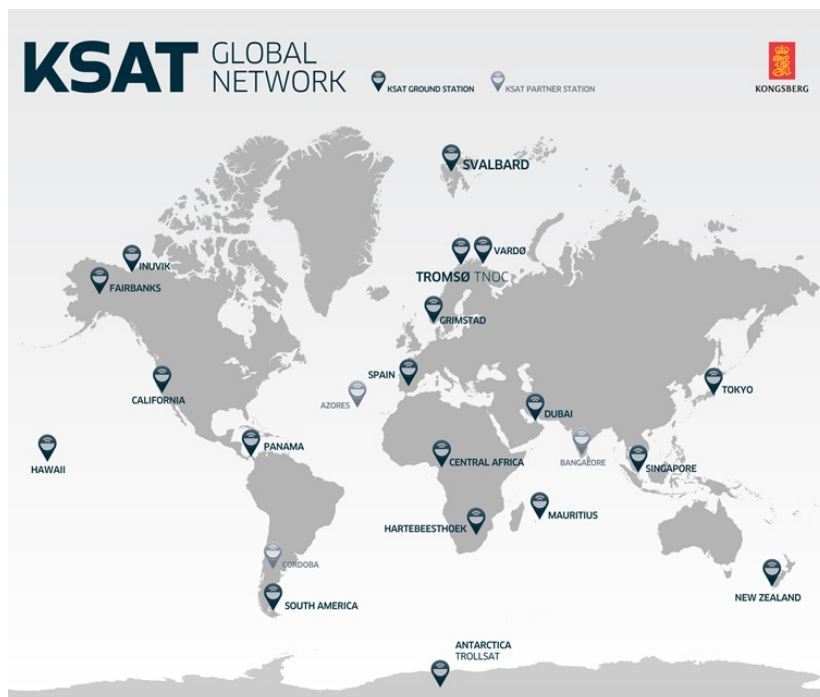 KSAT GLOBAL
NETWORK
KSAT GROUND STATION
KSAT PARTNER STATION
KONGSBERG
SVALBARD
INUVIK
VARDØ
FAIRBANKS
TROMSØ TNOC
GRIMSTAD
SPAIN
CALIFORNIA
AZORES
TOKYO
DUBAI
HAWAII
PANAMA
CENTRAL AFRICA
BANGALORE
SINGAPORE
MAURITIUS
HARTEBEESTHOEK
CORDOBA
SOUTH AMERICA
NEW ZEALAND
ANTARCTICA
TROLLSAT